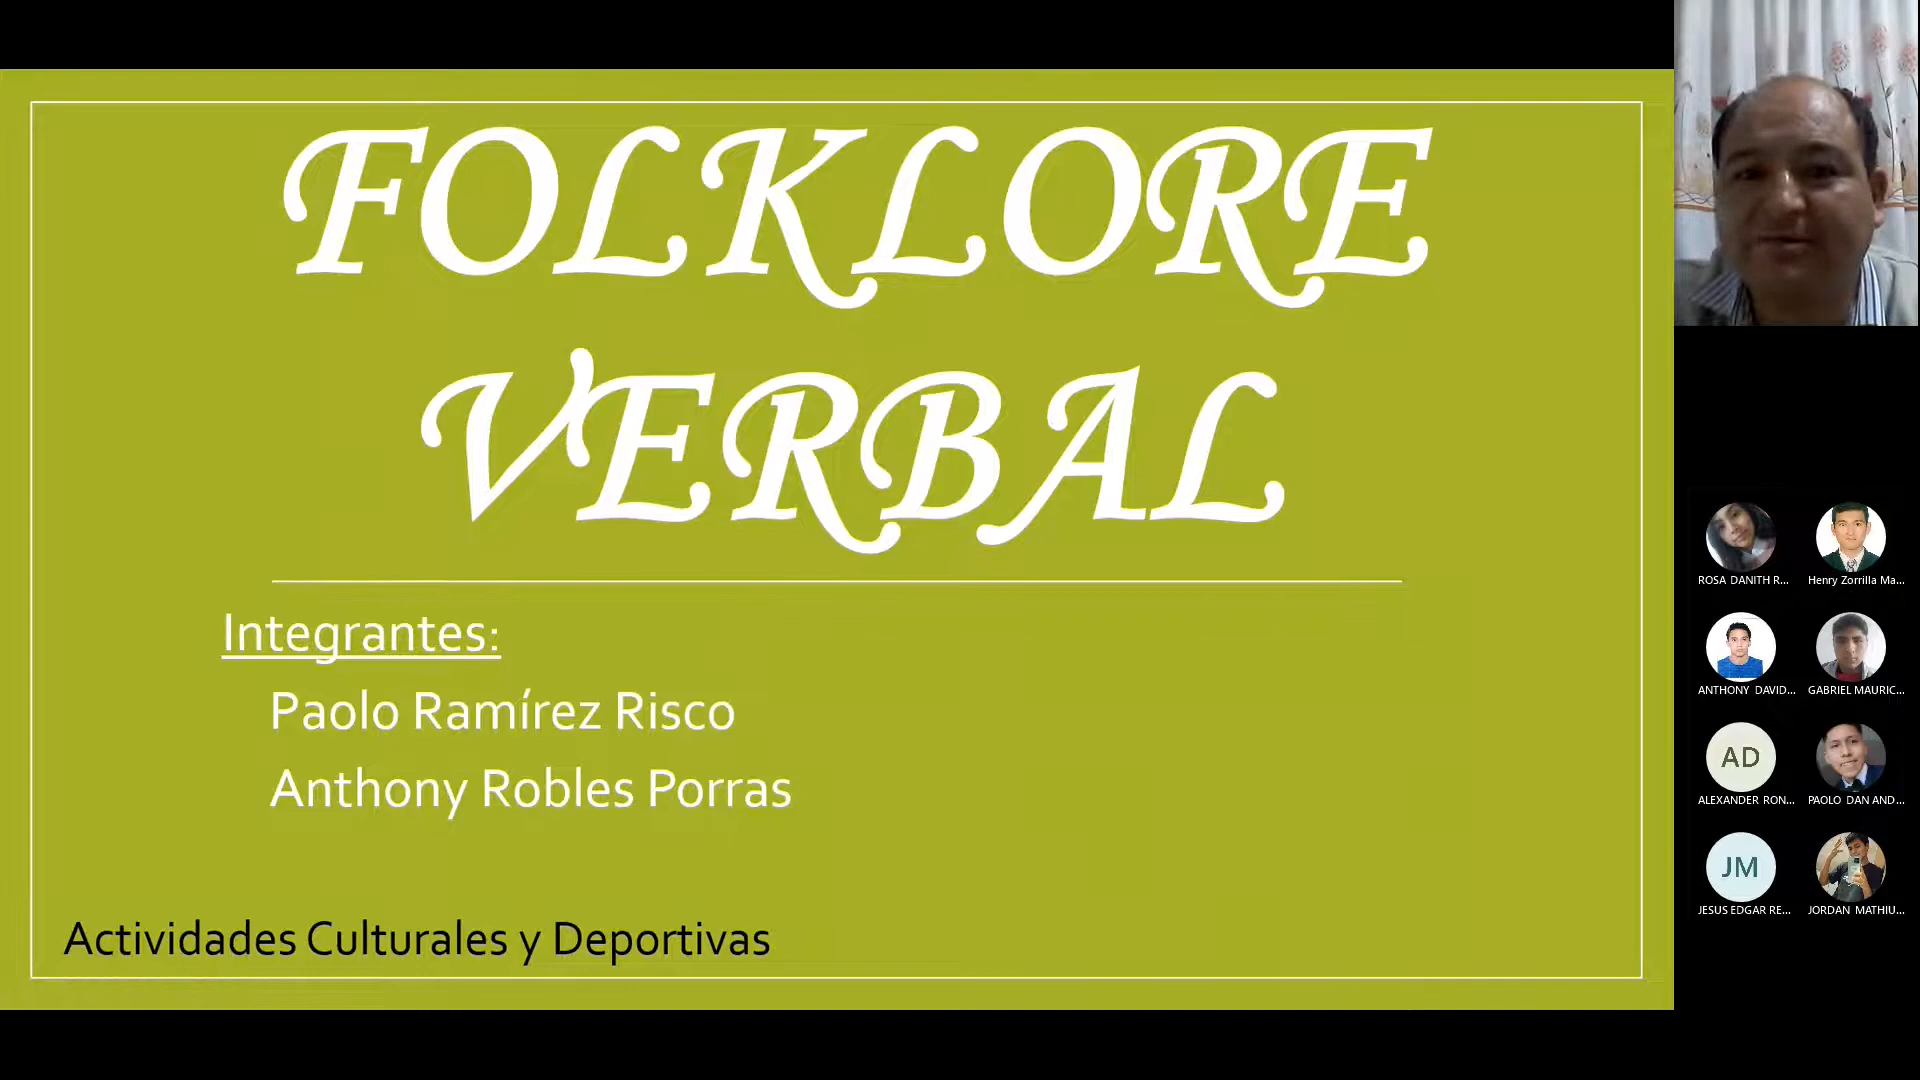 FOLKLORE
VERBAL
Integrantes:
Paolo Ramírez Risco
Anthony Robles Porras
Actividades Culturales y Deportivas
ROSA DANITH R...
Henry Zorrilla Ma...
ANTHONY DAVID...
GABRIEL MAURIC...
AD
ALEXANDER RON...
PAOLO DAN AND...
JM
JESUS EDGAR RE...
JORDAN MATHIU...